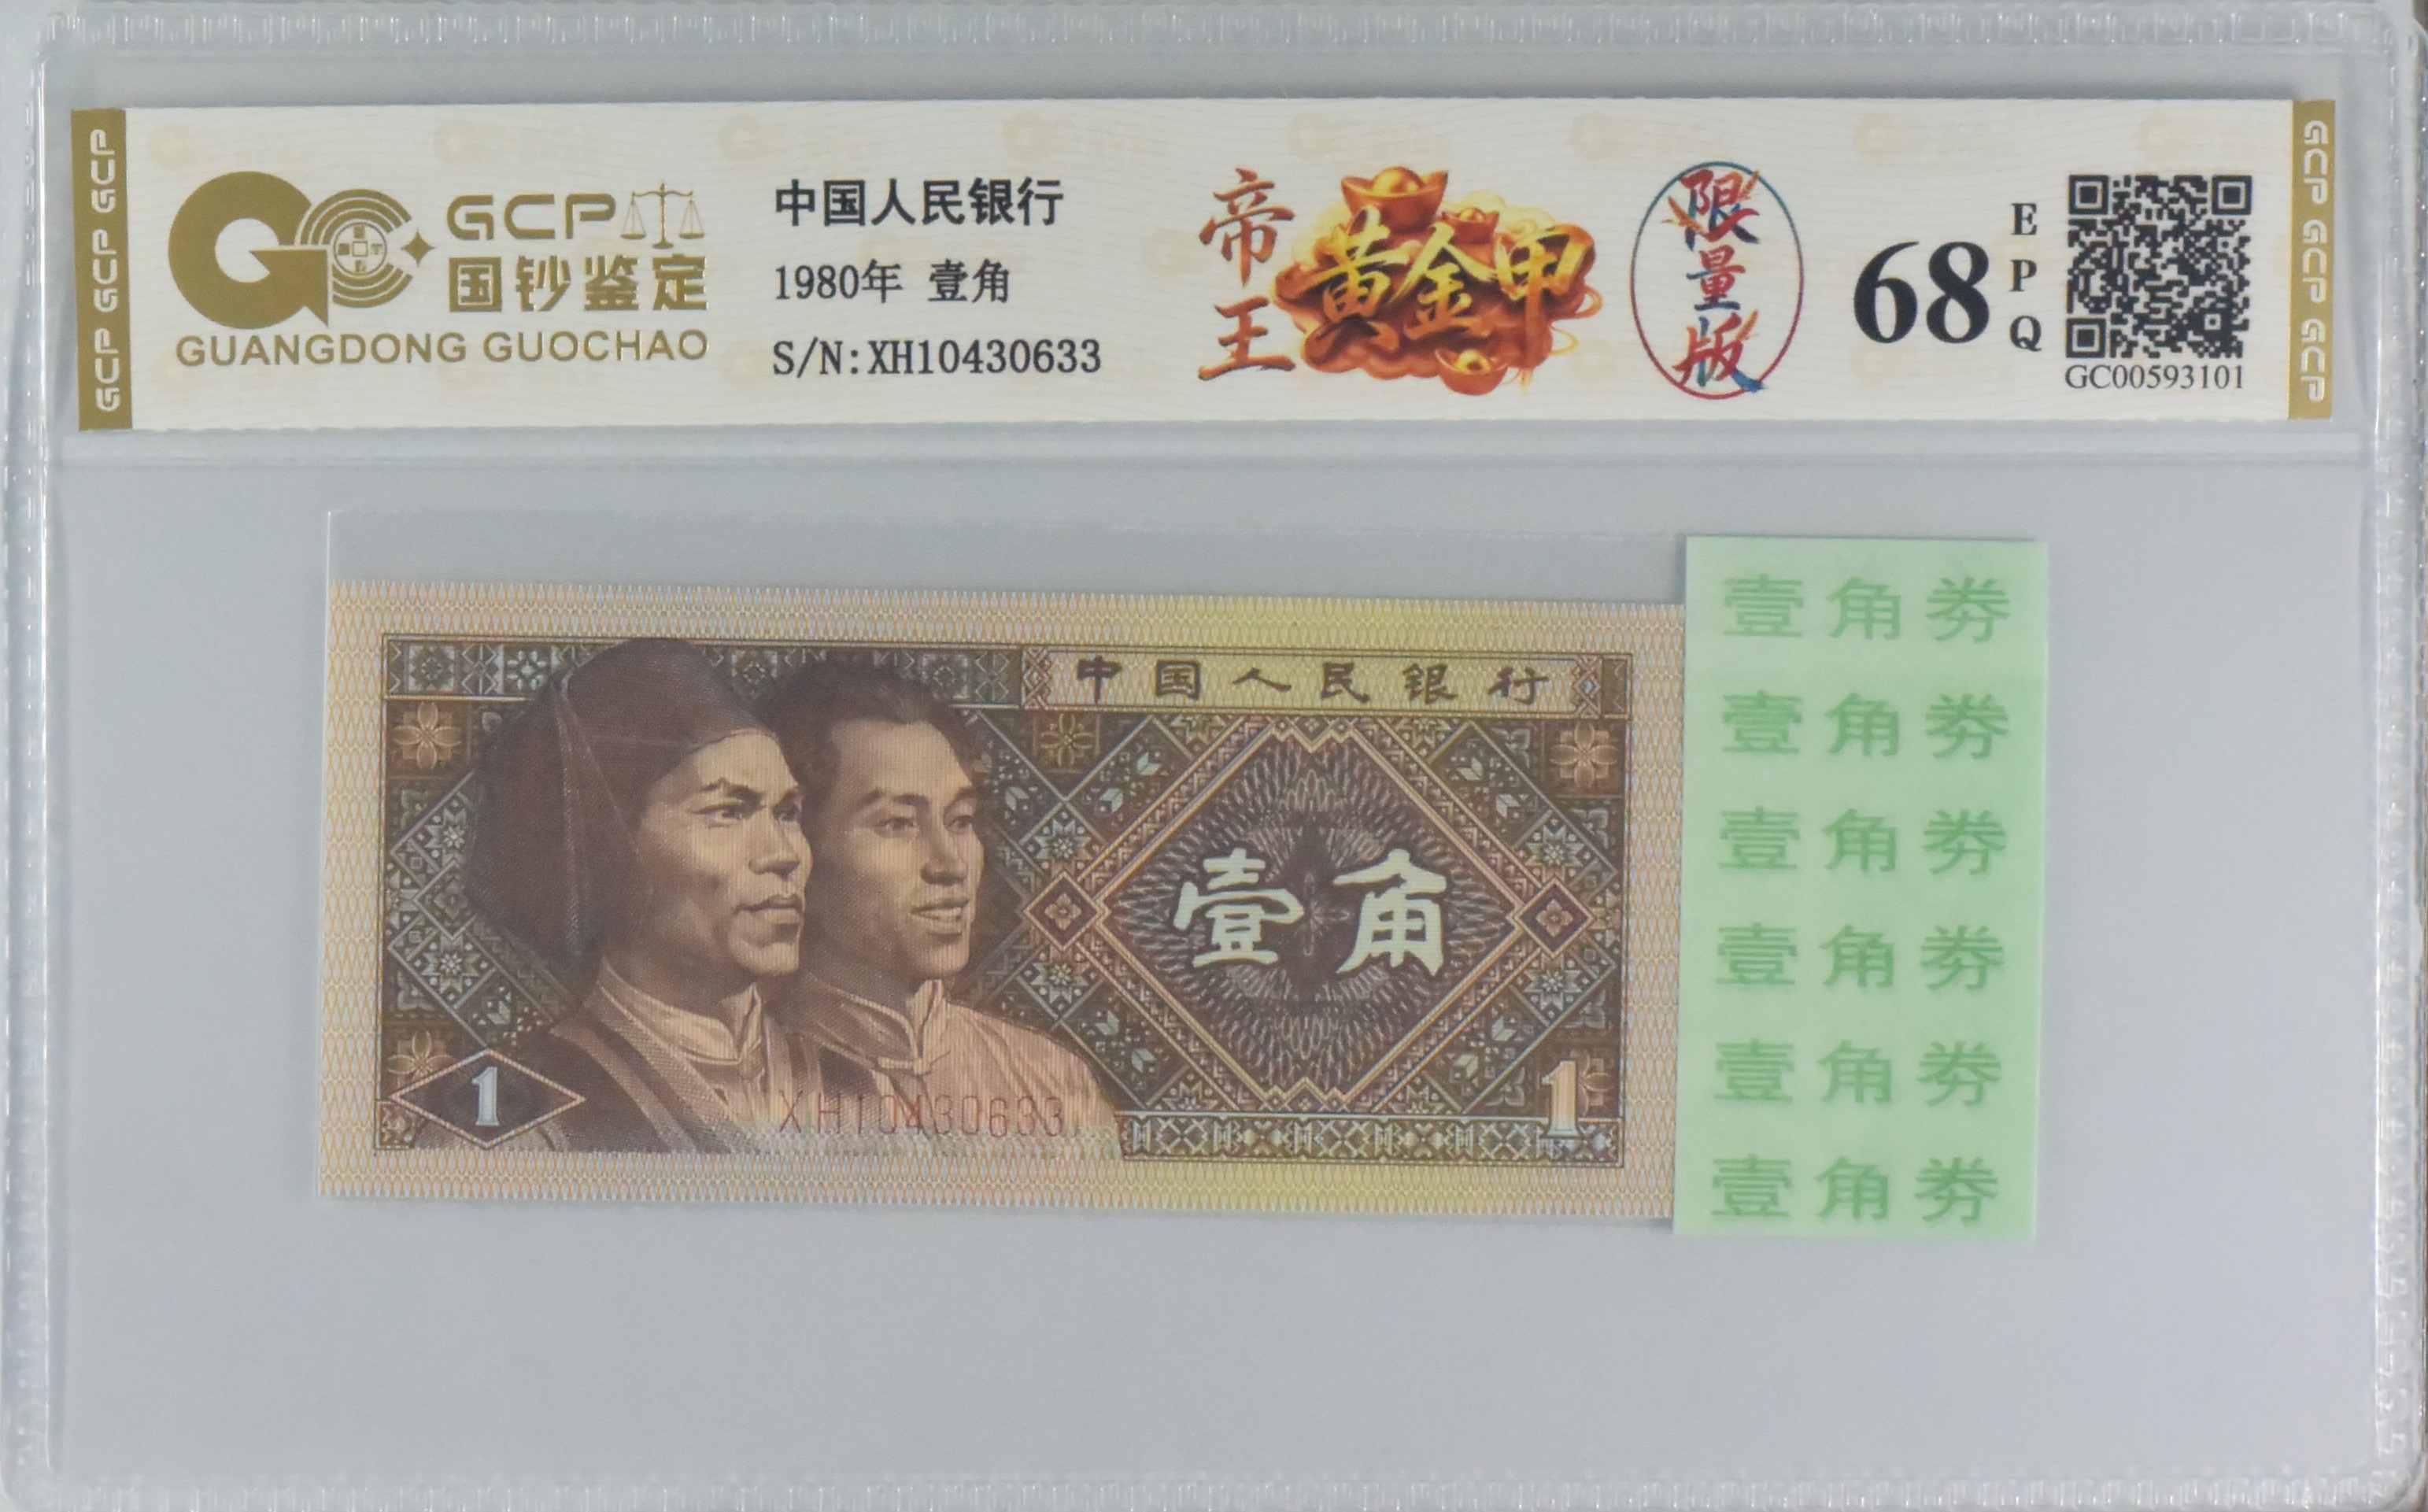 GCP GCP GCP
GCP
国钞鉴定
GUANGDONG GUOCHAO
中国人民银行
1980年 壹角
S/N:XH10430633
帝王
黄金甲
限量版
68
EPQ
GC00593101
GCP GCP GCP
中国人民银行
壹角
1
XH10430633
1
壹角券
壹角券
壹角券
壹角券
壹角券
壹角券